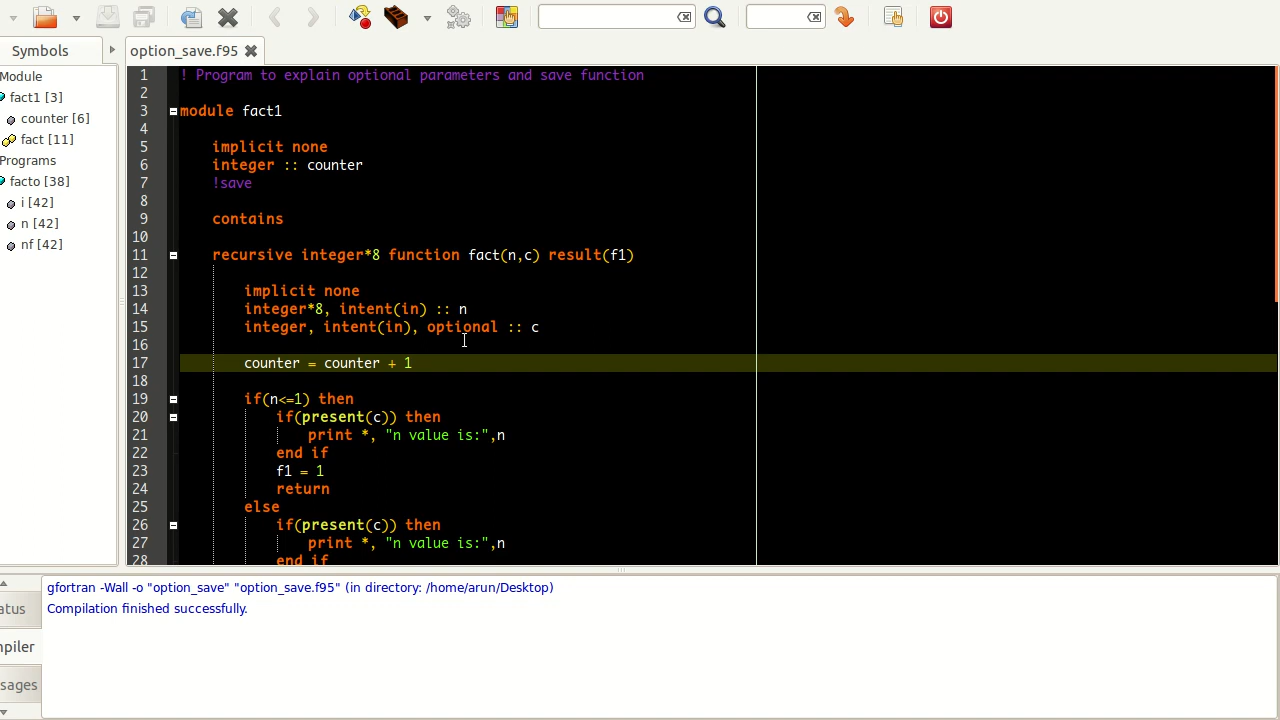 Symbols
option_save.f95
Module
fact1 [3]
counter [6]
fact [11]
Programs
facto [38]
i [42]
n [42]
nf [42]
1 ! Program to explain optional parameters and save function
2
3 module fact1
4
5 implicit none
6 integer :: counter
7 !save
8
9 contains
10
11 recursive integer*8 function fact(n,c) result(f1)
12
13 implicit none
14 integer*8, intent(in) :: n
15 integer, intent(in), optional :: c
16
17 counter = counter + 1
18
19 if(n<=1) then
20 if(present(c)) then
21 print *, "n value is:",n
22 end if
23 f1 = 1
24 return
25 else
26 if(present(c)) then
27 print *, "n value is:",n
28 end if
atus
mpiler
sages
gfortran -Wall -o "option_save" "option_save.f95" (in directory: /home/arun/Desktop)
Compilation finished successfully.